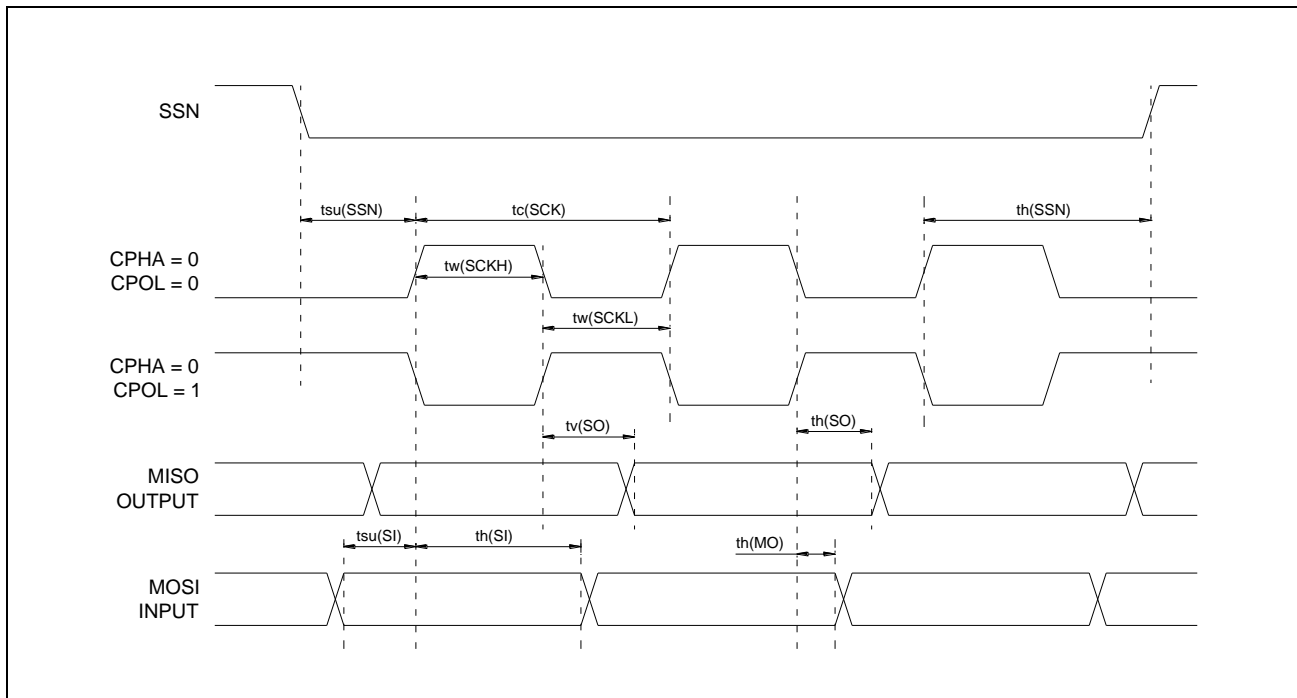 SSN
tsu(SSN)
tc(SCK)
th(SSN)
CPHA = 0
CPOL = 0
tw(SCKH)
tw(SCKL)
CPHA = 0
CPOL = 1
tv(SO)
th(SO)
MISO
OUTPUT
tsu(SI)
th(SI)
th(MO)
MOSI
INPUT